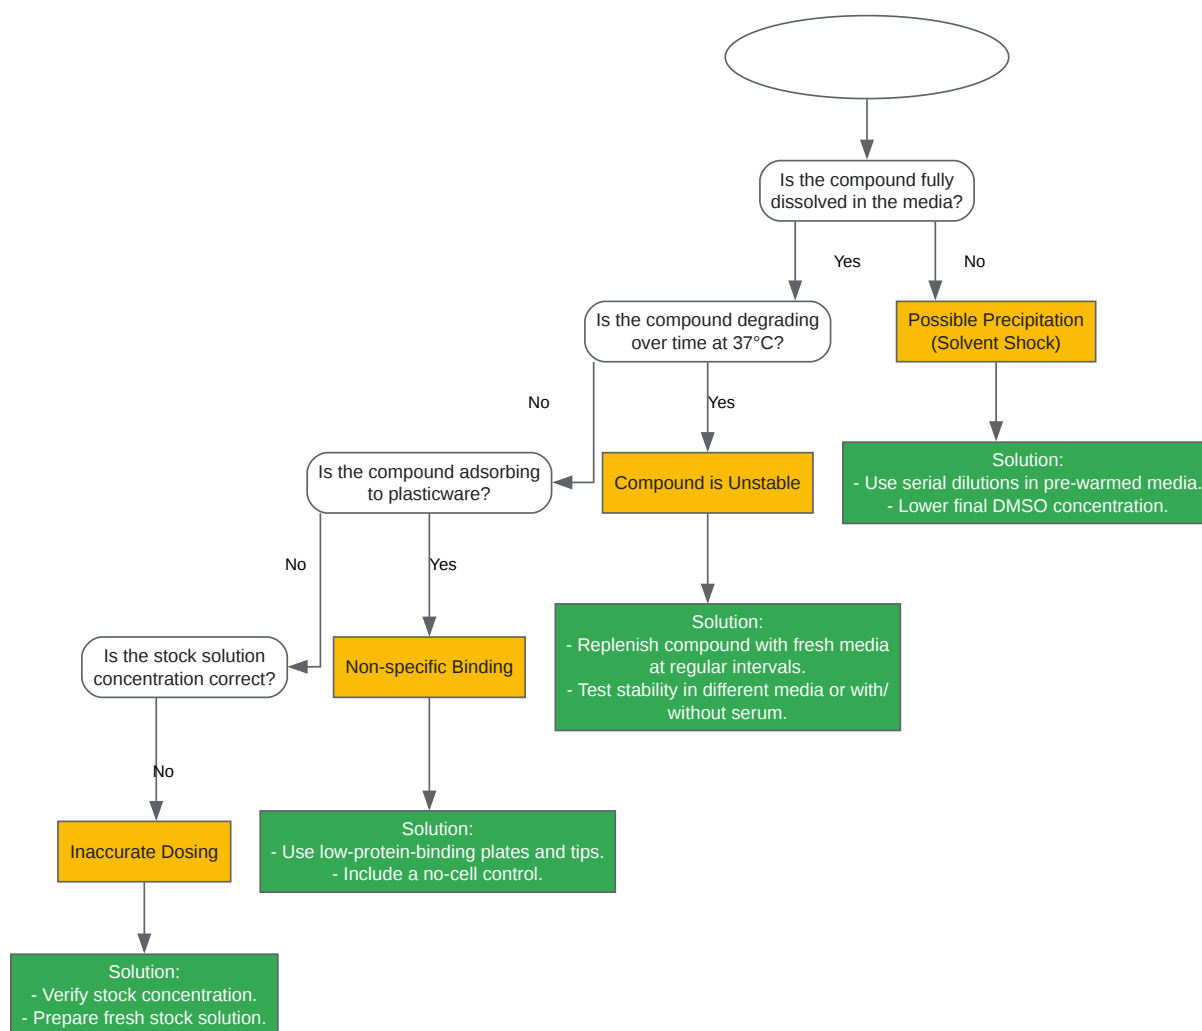 Is the compound fully
dissolved in the media?
Yes
No
Is the compound degrading
over time at 37°C?
Possible Precipitation
(Solvent Shock)
No
Yes
Is the compound adsorbing
to plasticware?
Compound is Unstable
Solution:
- Use serial dilutions in pre-warmed media.
- Lower final DMSO concentration.
No
Yes
Solution:
- Replenish compound with fresh media
at regular intervals.
- Test stability in different media or with/
without serum.
Is the stock solution
concentration correct?
Non-specific Binding
No
Inaccurate Dosing
Solution:
- Use low-protein-binding plates and tips.
- Include a no-cell control.
Solution:
- Verify stock concentration.
- Prepare fresh stock solution.